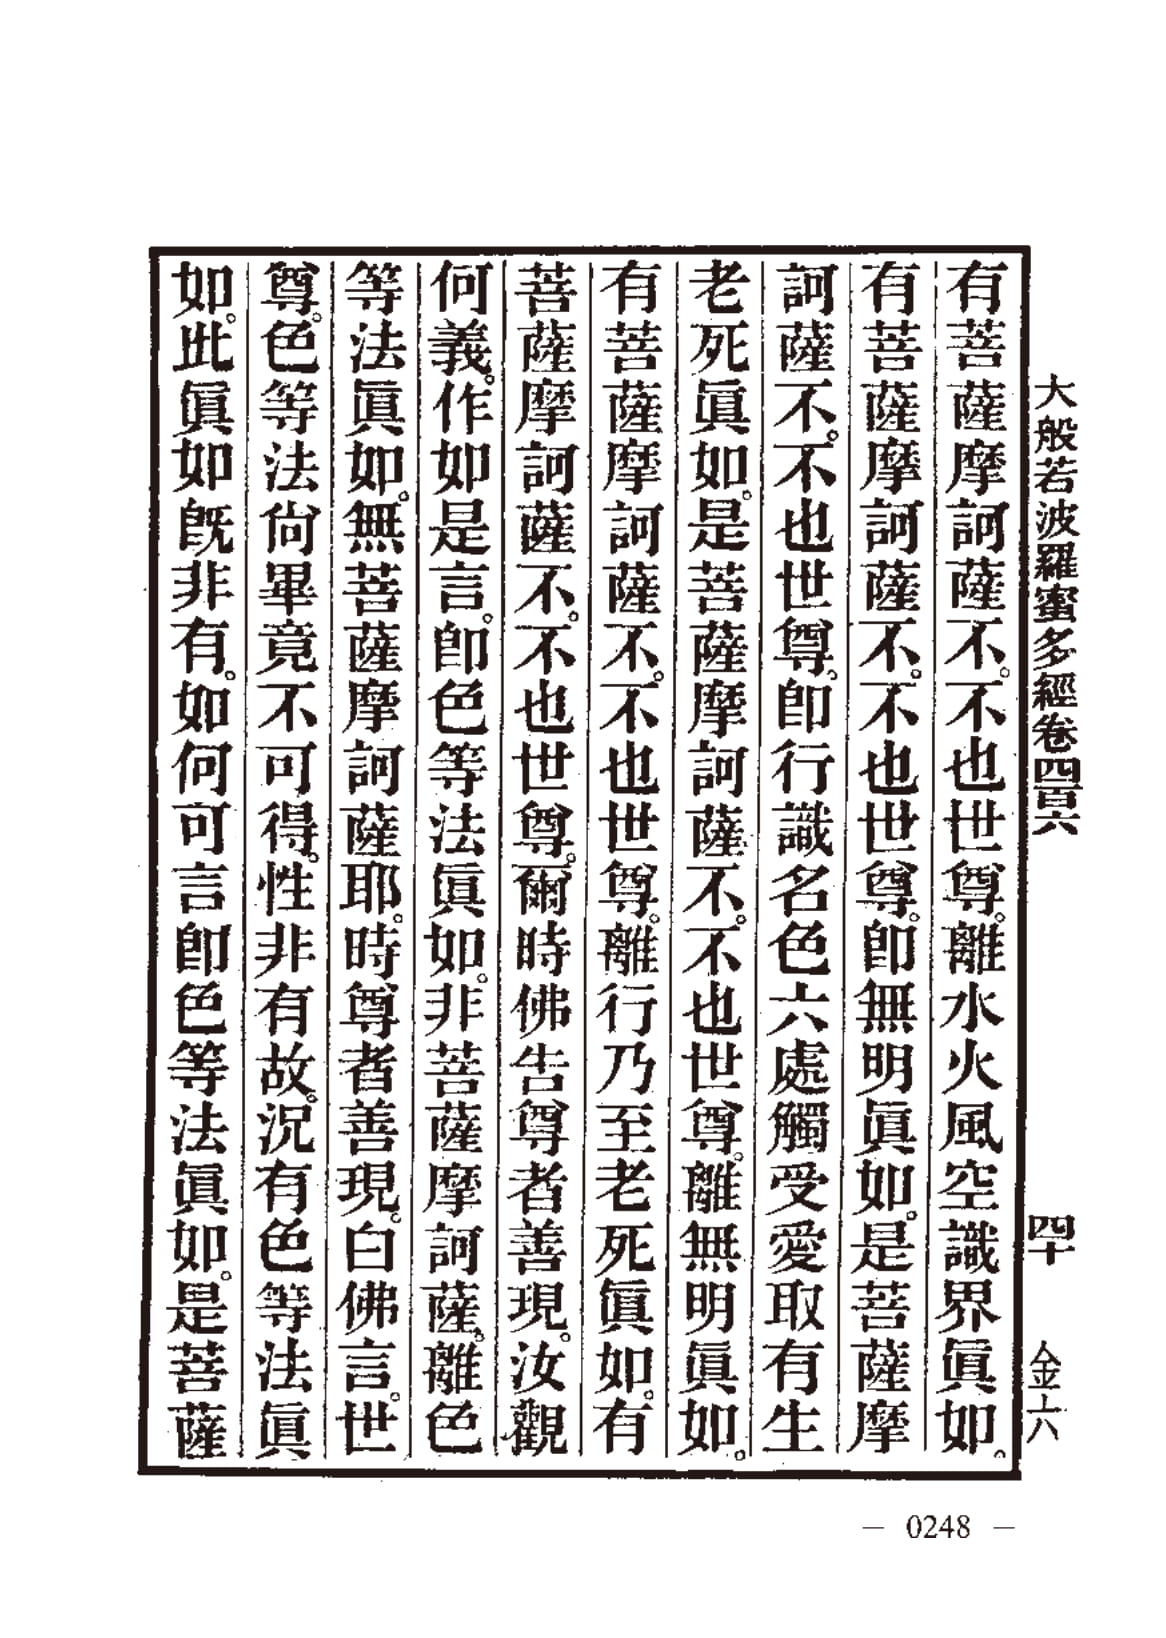 大般若波羅蜜多經卷四百六　四十　金六
有菩薩摩訶薩不。不也世尊。離水火風空識界眞如。
有菩薩摩訶薩不。不也世尊。卽無明眞如。是菩薩摩
訶薩不。不也世尊。卽行識名色六處觸受愛取有生
老死眞如。是菩薩摩訶薩不。不也世尊。離無明眞如。
有菩薩摩訶薩不。不也世尊。離行乃至老死眞如。有
菩薩摩訶薩不。不也世尊。爾時佛告尊者善現。汝觀
何義。作如是言。卽色等法眞如。非菩薩摩訶薩。離色
等法眞如。無菩薩摩訶薩耶。時尊者善現。白佛言。世
尊。色等法尙畢竟不可得。性非有故。況有色等法眞
如。此眞如旣非有。如何可言卽色等法眞如。是菩薩
— 0248 —